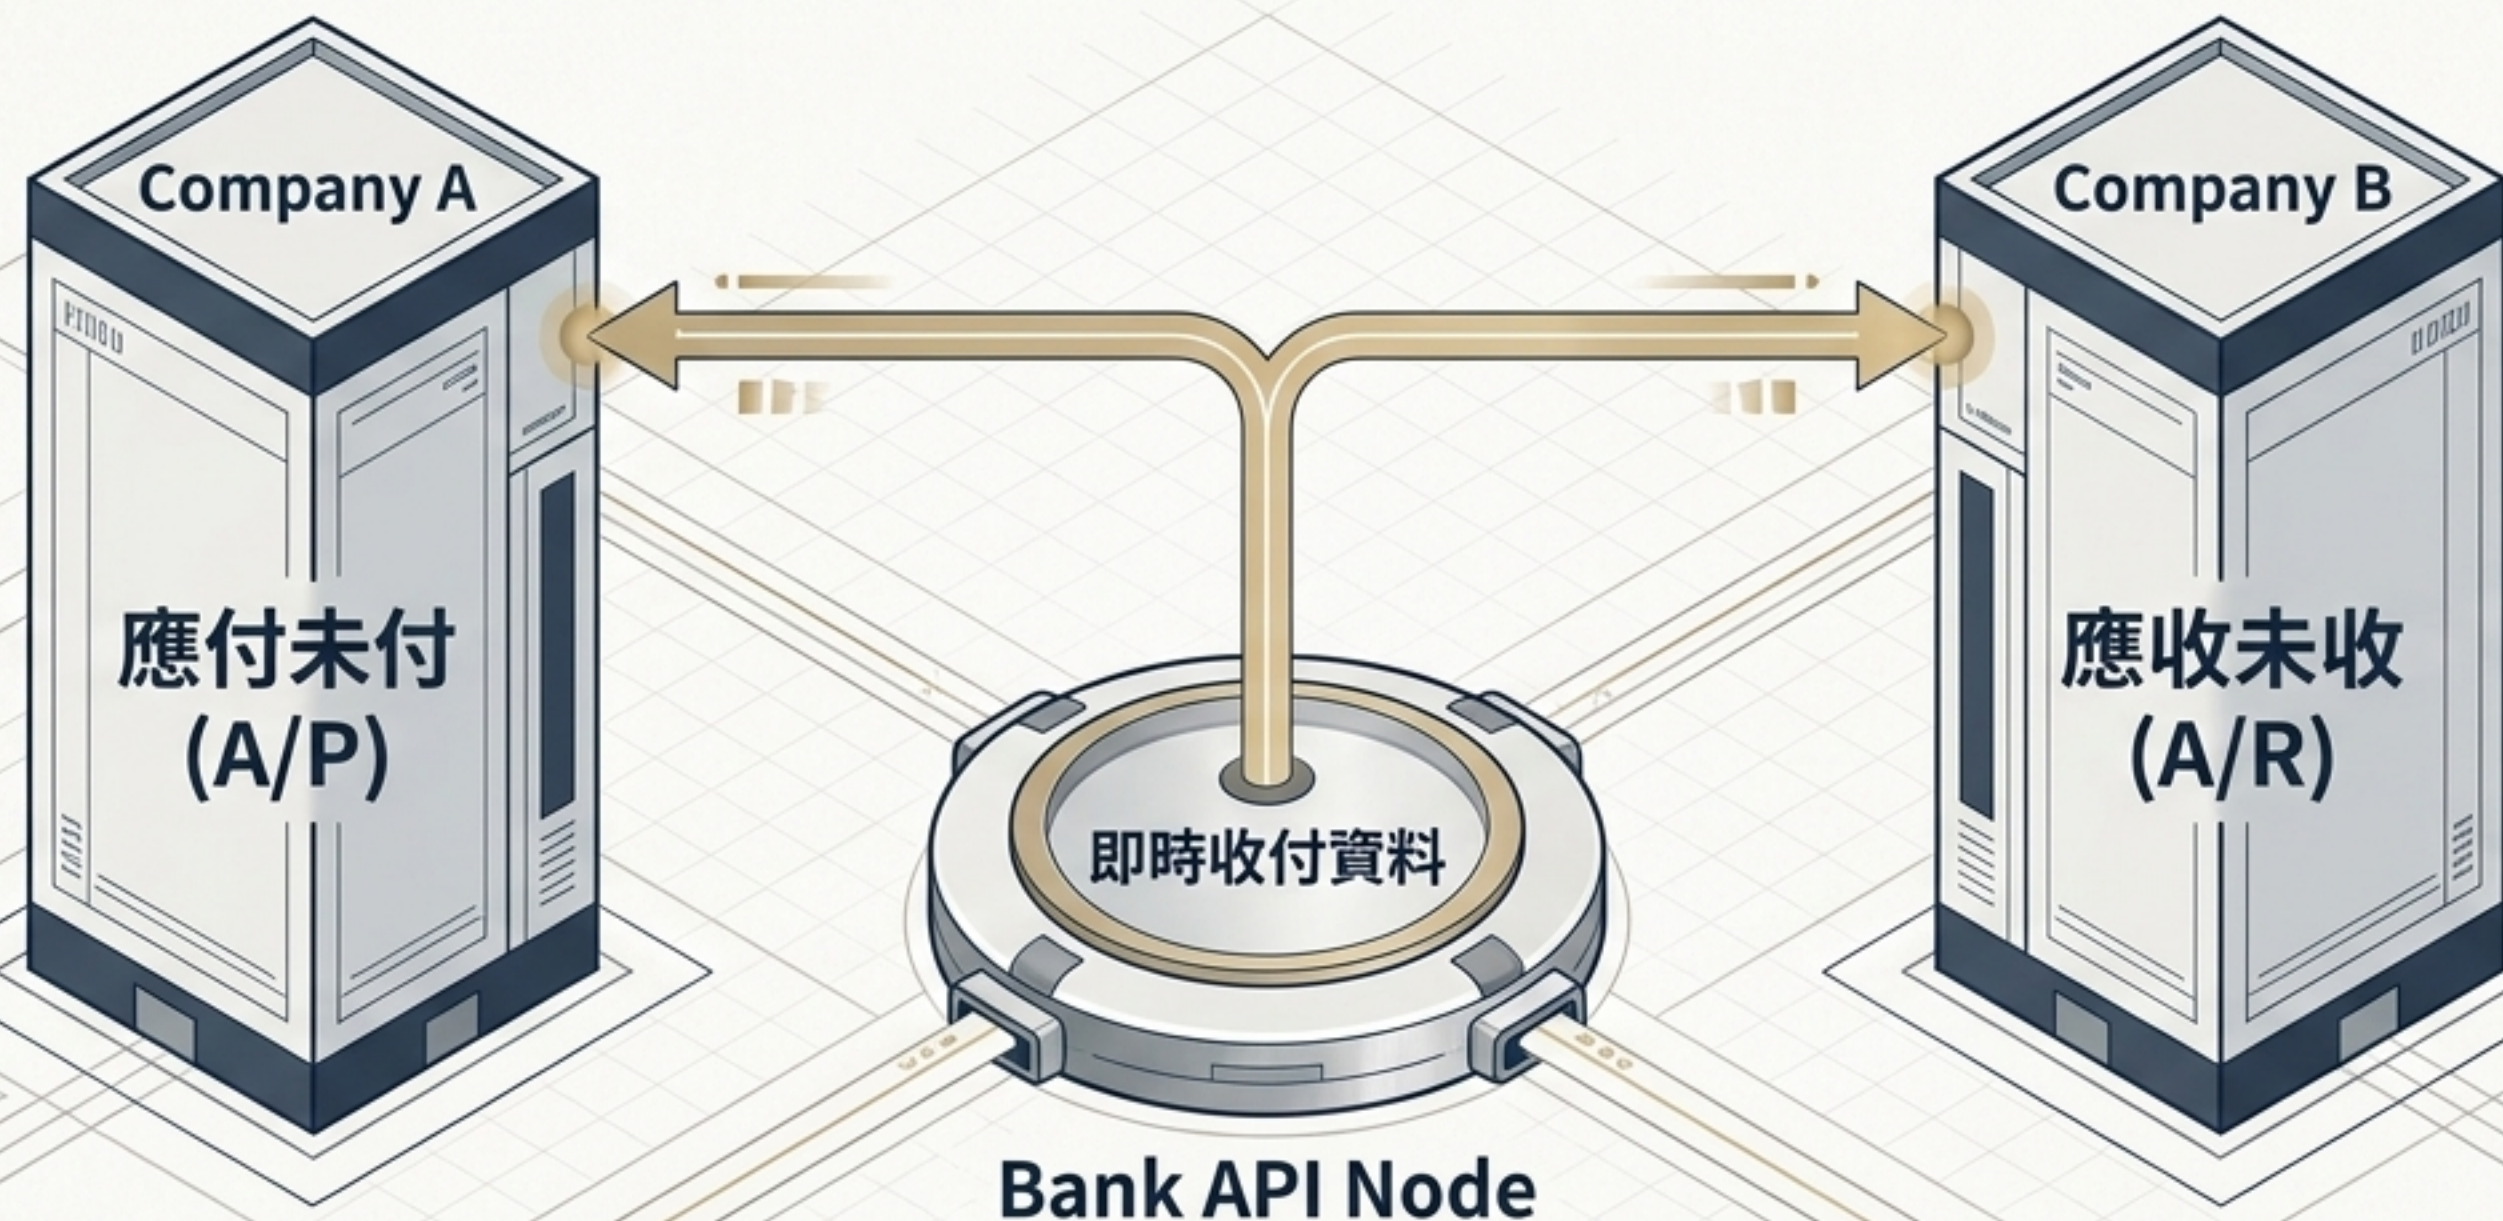 Company A
Company B
應付未付
(A/P)
應收未收
(A/R)
即時收付資料
Bank API Node